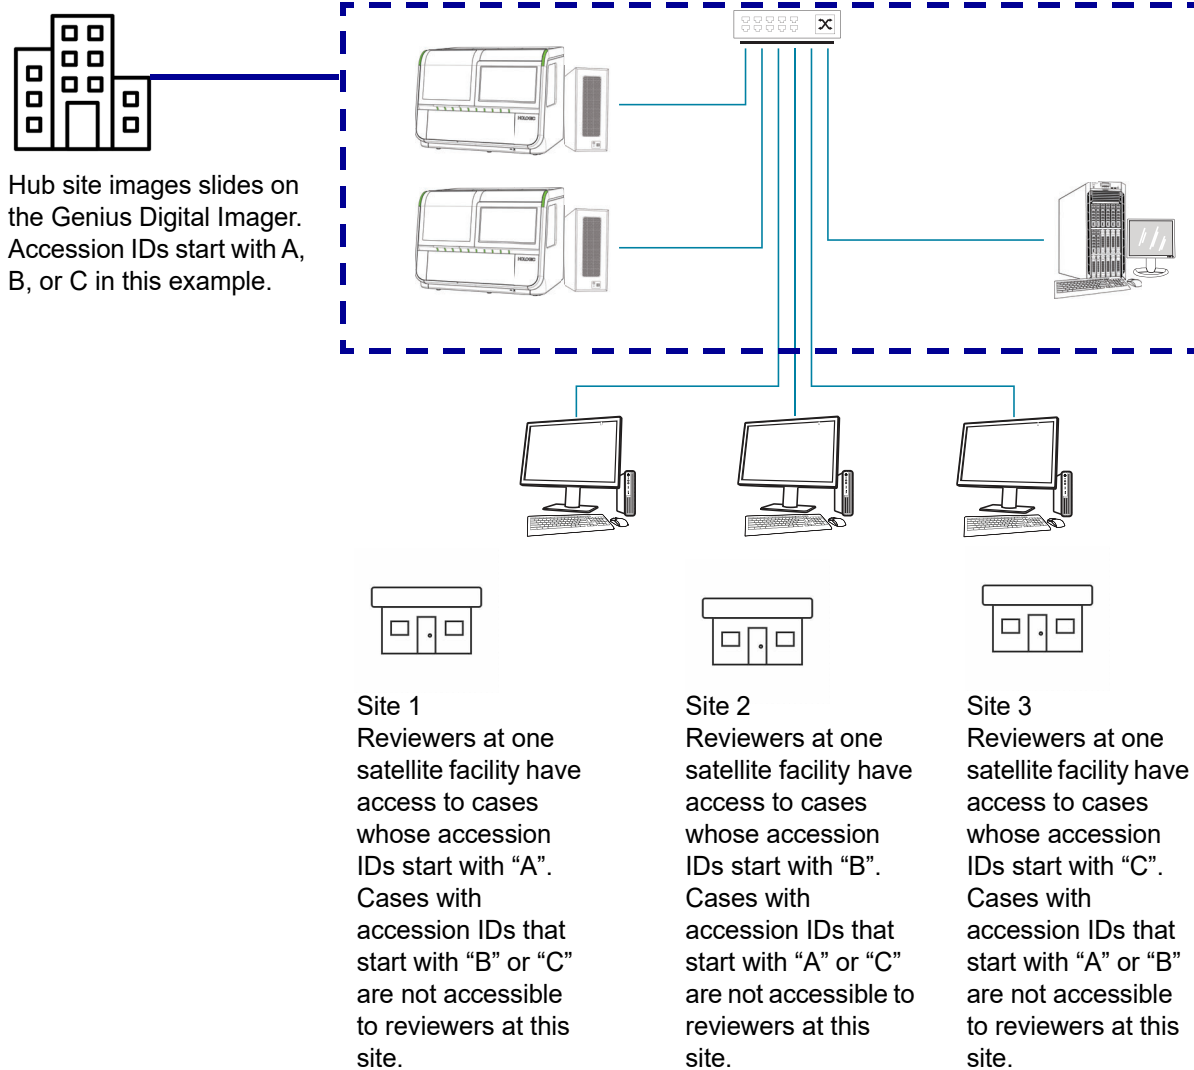 HOLOGIC
HOLOGIC
Hub site images slides on
the Genius Digital Imager.
Accession IDs start with A,
B, or C in this example.
Site 1
Reviewers at one
satellite facility have
access to cases
whose accession
IDs start with “A”.
Cases with
accession IDs that
start with “B” or “C”
are not accessible
to reviewers at this
site.
Site 2
Reviewers at one
satellite facility have
access to cases
whose accession
IDs start with “B”.
Cases with
accession IDs that
start with “A” or “C”
are not accessible to
reviewers at this
site.
Site 3
Reviewers at one
satellite facility have
access to cases
whose accession
IDs start with “C”.
Cases with
accession IDs that
start with “A” or “B”
are not accessible
to reviewers at this
site.